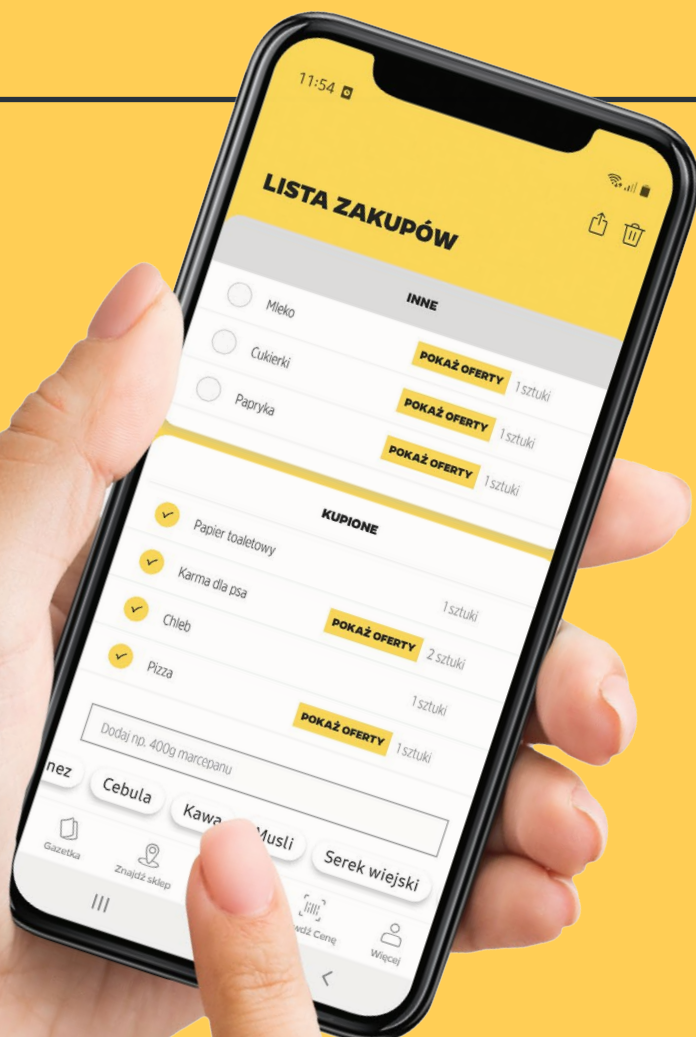 11:54
LISTA ZAKUPÓW
INNE
Mleko POKAŻ OFERTY 1 sztuki
Cukierki POKAŻ OFERTY 1 sztuki
Papryka POKAŻ OFERTY 1 sztuki
KUPIONE
Papier toaletowy 1 sztuki
Karma dla psa POKAŻ OFERTY 2 sztuki
Chleb 1 sztuki
Pizza POKAŻ OFERTY 1 sztuki
Dodaj np. 400g marcepanu
nez Cebula Kawa Musli Serek wiejski
Gazetka Znajdź sklep wdź Cenę Więcej